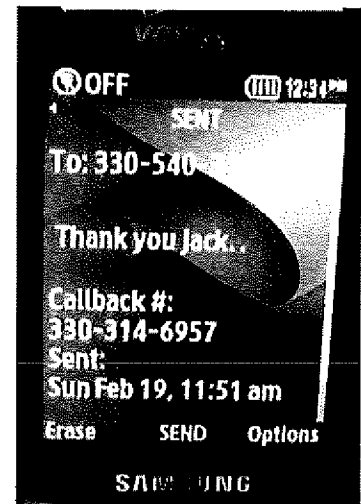 OFF 12:34PM
SENT
To: 330-540-
Thank you Jack..
Callback #:
330-314-6957
Sent:
Sun Feb 19, 11:51 am
Erase SEND Options
SAMSUNG